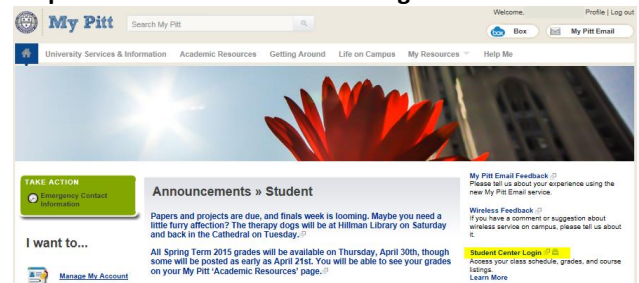 My Pitt
Search My Pitt
Welcome, Profile | Log out
box Box My Pitt Email
University Services & Information Academic Resources Getting Around Life on Campus My Resources Help Me
TAKE ACTION
Emergency Contact
Information
I want to...
Manage My Account
Announcements » Student
Papers and projects are due, and finals week is looming. Maybe you need a
little furry affection? The therapy dogs will be at Hillman Library on Saturday
and back in the Cathedral on Tuesday.
All Spring Term 2015 grades will be available on Thursday, April 30th, though
some will be posted as early as April 21st. You will be able to see your grades
on your My Pitt 'Academic Resources' page.
My Pitt Email Feedback
Please tell us about your experience using the
new My Pitt Email service.
Wireless Feedback
If you have a comment or suggestion about
wireless service on campus, please tell us about
it.
Student Center Login
Access your class schedule, grades, and course
listings.
Learn More